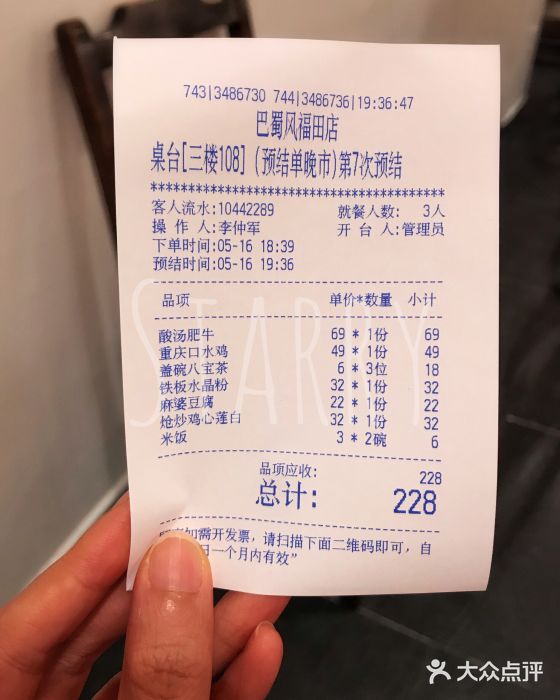 743|3486730 744|3486736|19:36:47
巴蜀风福田店
桌台[三楼108] (预结单晚市)第7次预结
********************************************
客人流水:10442289 就餐人数: 3人
操 作 人:李仲军 开 台 人:管理员
下单时间:05-16 18:39
预结时间:05-16 19:36
品项 单价*数量 小计
酸汤肥牛 69 * 1份 69
重庆口水鸡 49 * 1份 49
盖碗八宝茶 6 * 3位 18
铁板水晶粉 32 * 1份 32
麻婆豆腐 22 * 1份 22
炝炒鸡心莲白 32 * 1份 32
米饭 3 * 2碗 6
STARRY
品项应收: 228
总计: 228
如需开发票，请扫描下面二维码即可，自
日一个月内有效"
大众点评